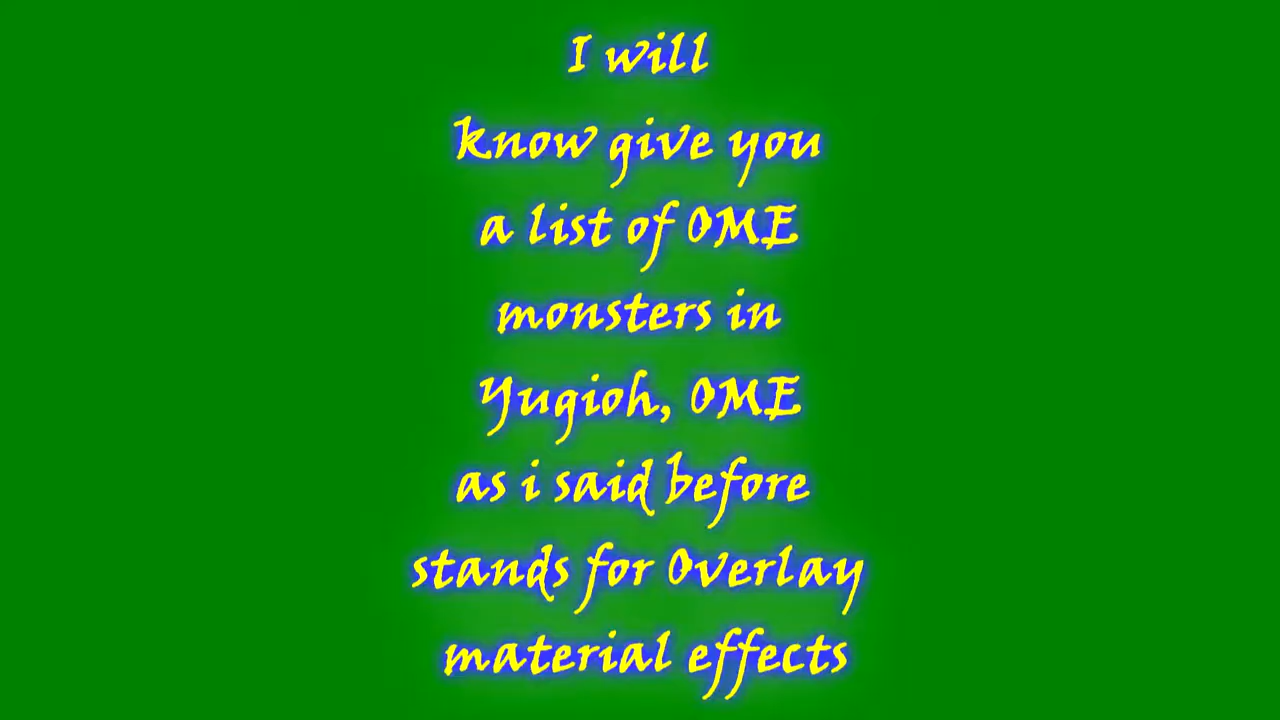 I will
know give you
a list of OME
monsters in
Yugioh, OME
as i said before
stands for Overlay
material effects